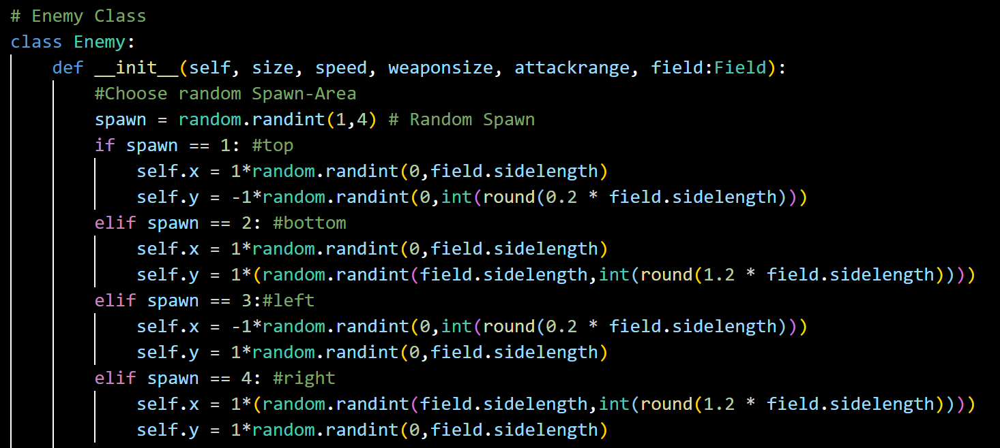 # Enemy Class
class Enemy:
    def __init__(self, size, speed, weaponsize, attackrange, field:Field):
        #Choose random Spawn-Area
        spawn = random.randint(1,4) # Random Spawn
        if spawn == 1: #top
            self.x = 1*random.randint(0,field.sidelength)
            self.y = -1*random.randint(0,int(round(0.2 * field.sidelength)))
        elif spawn == 2: #bottom
            self.x = 1*random.randint(0,field.sidelength)
            self.y = 1*(random.randint(field.sidelength,int(round(1.2 * field.sidelength))))
        elif spawn == 3:#left
            self.x = -1*random.randint(0,int(round(0.2 * field.sidelength)))
            self.y = 1*random.randint(0,field.sidelength)
        elif spawn == 4: #right
            self.x = 1*(random.randint(field.sidelength,int(round(1.2 * field.sidelength))))
            self.y = 1*random.randint(0,field.sidelength)